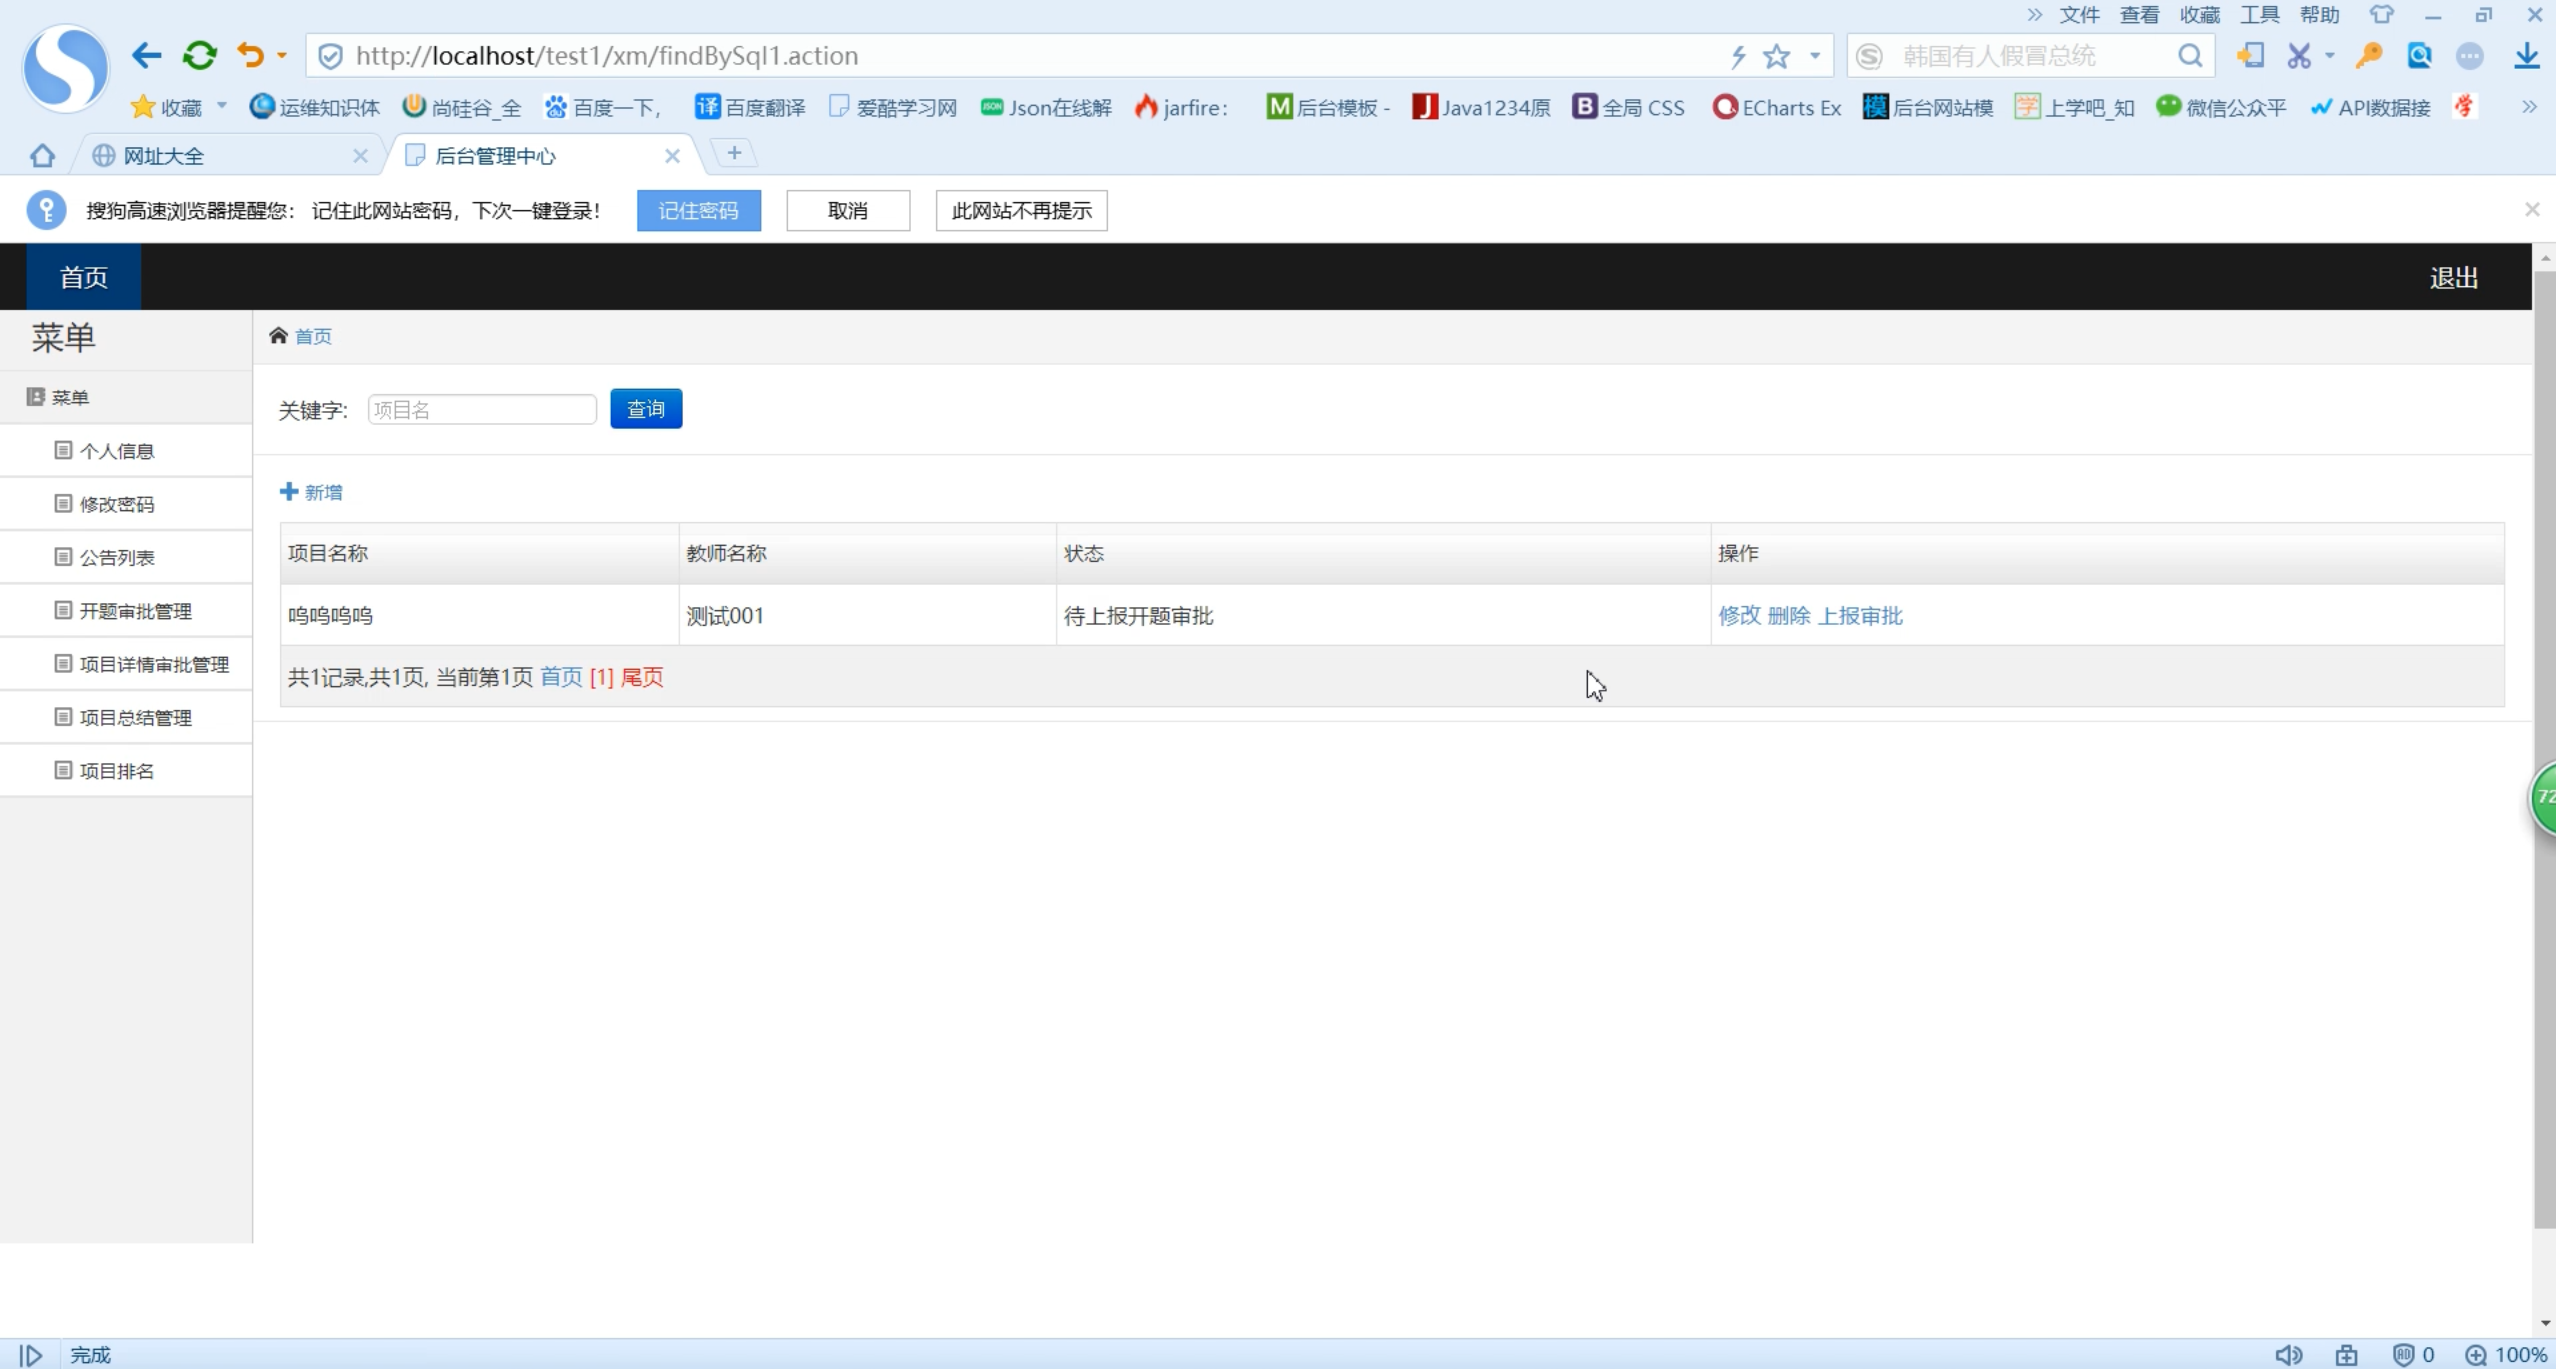 文件 查看 收藏 工具 帮助
http://localhost/test1/xm/findBySql1.action
韩国有人假冒总统
收藏 运维知识体 尚硅谷_全 百度一下， 译 百度翻译 爱酷学习网 JSON Json在线解 jarfire： M 后台模板 - J Java1234原 B 全局 CSS ECharts Ex 模 后台网站模 学 上学吧_知 微信公众平 API数据接 学
网址大全 后台管理中心
搜狗高速浏览器提醒您： 记住此网站密码，下次一键登录！ 记住密码 取消 此网站不再提示
首页 退出
菜单
首页
菜单
关键字: 项目名 查询
个人信息
新增
修改密码
项目名称 教师名称 状态 操作
公告列表
呜呜呜呜 测试001 待上报开题审批 修改 删除 上报审批
开题审批管理
项目详情审批管理
共1记录,共1页, 当前第1页 首页 [1] 尾页
项目总结管理
项目排名
72
完成 0 100%